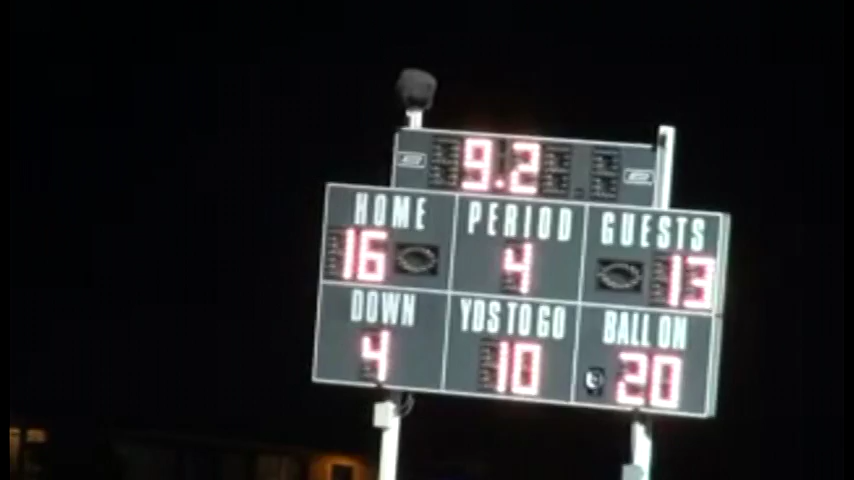 9.2
HOME PERIOD GUESTS
16 4 13
DOWN YDS TO GO BALL ON
4 10 20